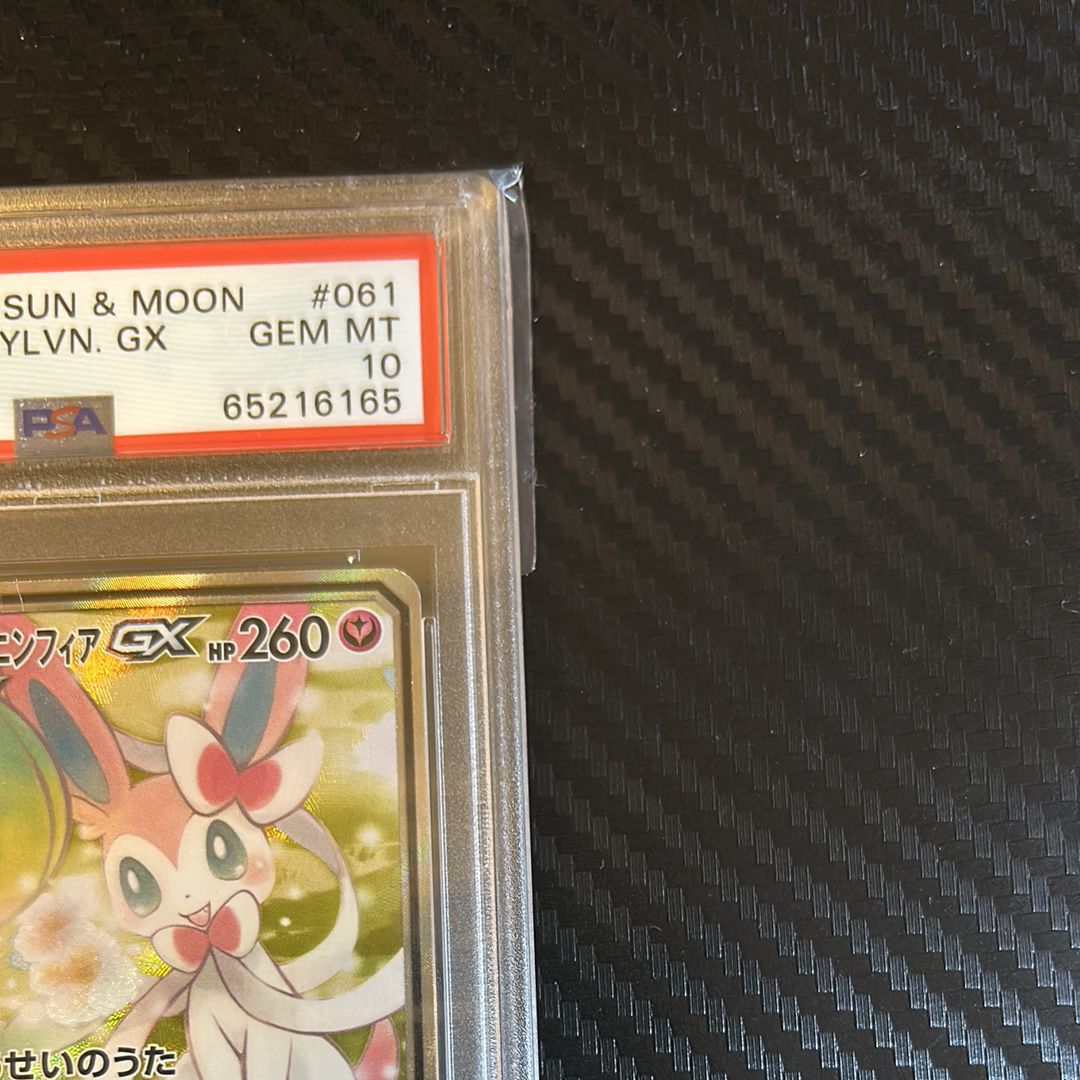 SUN & MOON #061
YLVN. GX GEM MT
10
65216165
PSA
ニンフィア GX HP 260
せいのうた